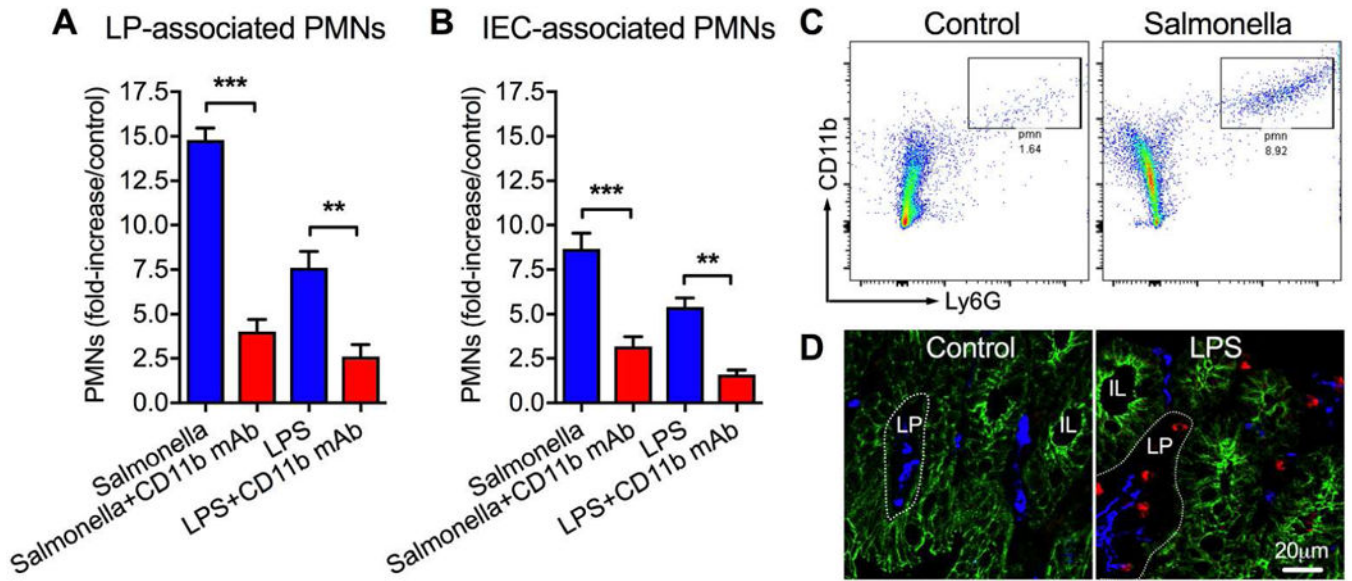 A LP-associated PMNs
PMNs (fold-increase/control)
17.5
15.0
12.5
10.0
7.5
5.0
2.5
0.0
***
**
Salmonella
Salmonella+CD11b mAb
LPS
LPS+CD11b mAb
B IEC-associated PMNs
PMNs (fold-increase/control)
17.5
15.0
12.5
10.0
7.5
5.0
2.5
0.0
***
**
Salmonella
Salmonella+CD11b mAb
LPS
LPS+CD11b mAb
C Control Salmonella
CD11b
pmn
1.64
pmn
8.92
Ly6G
D Control LPS
LP
IL
IL
LP
20μm